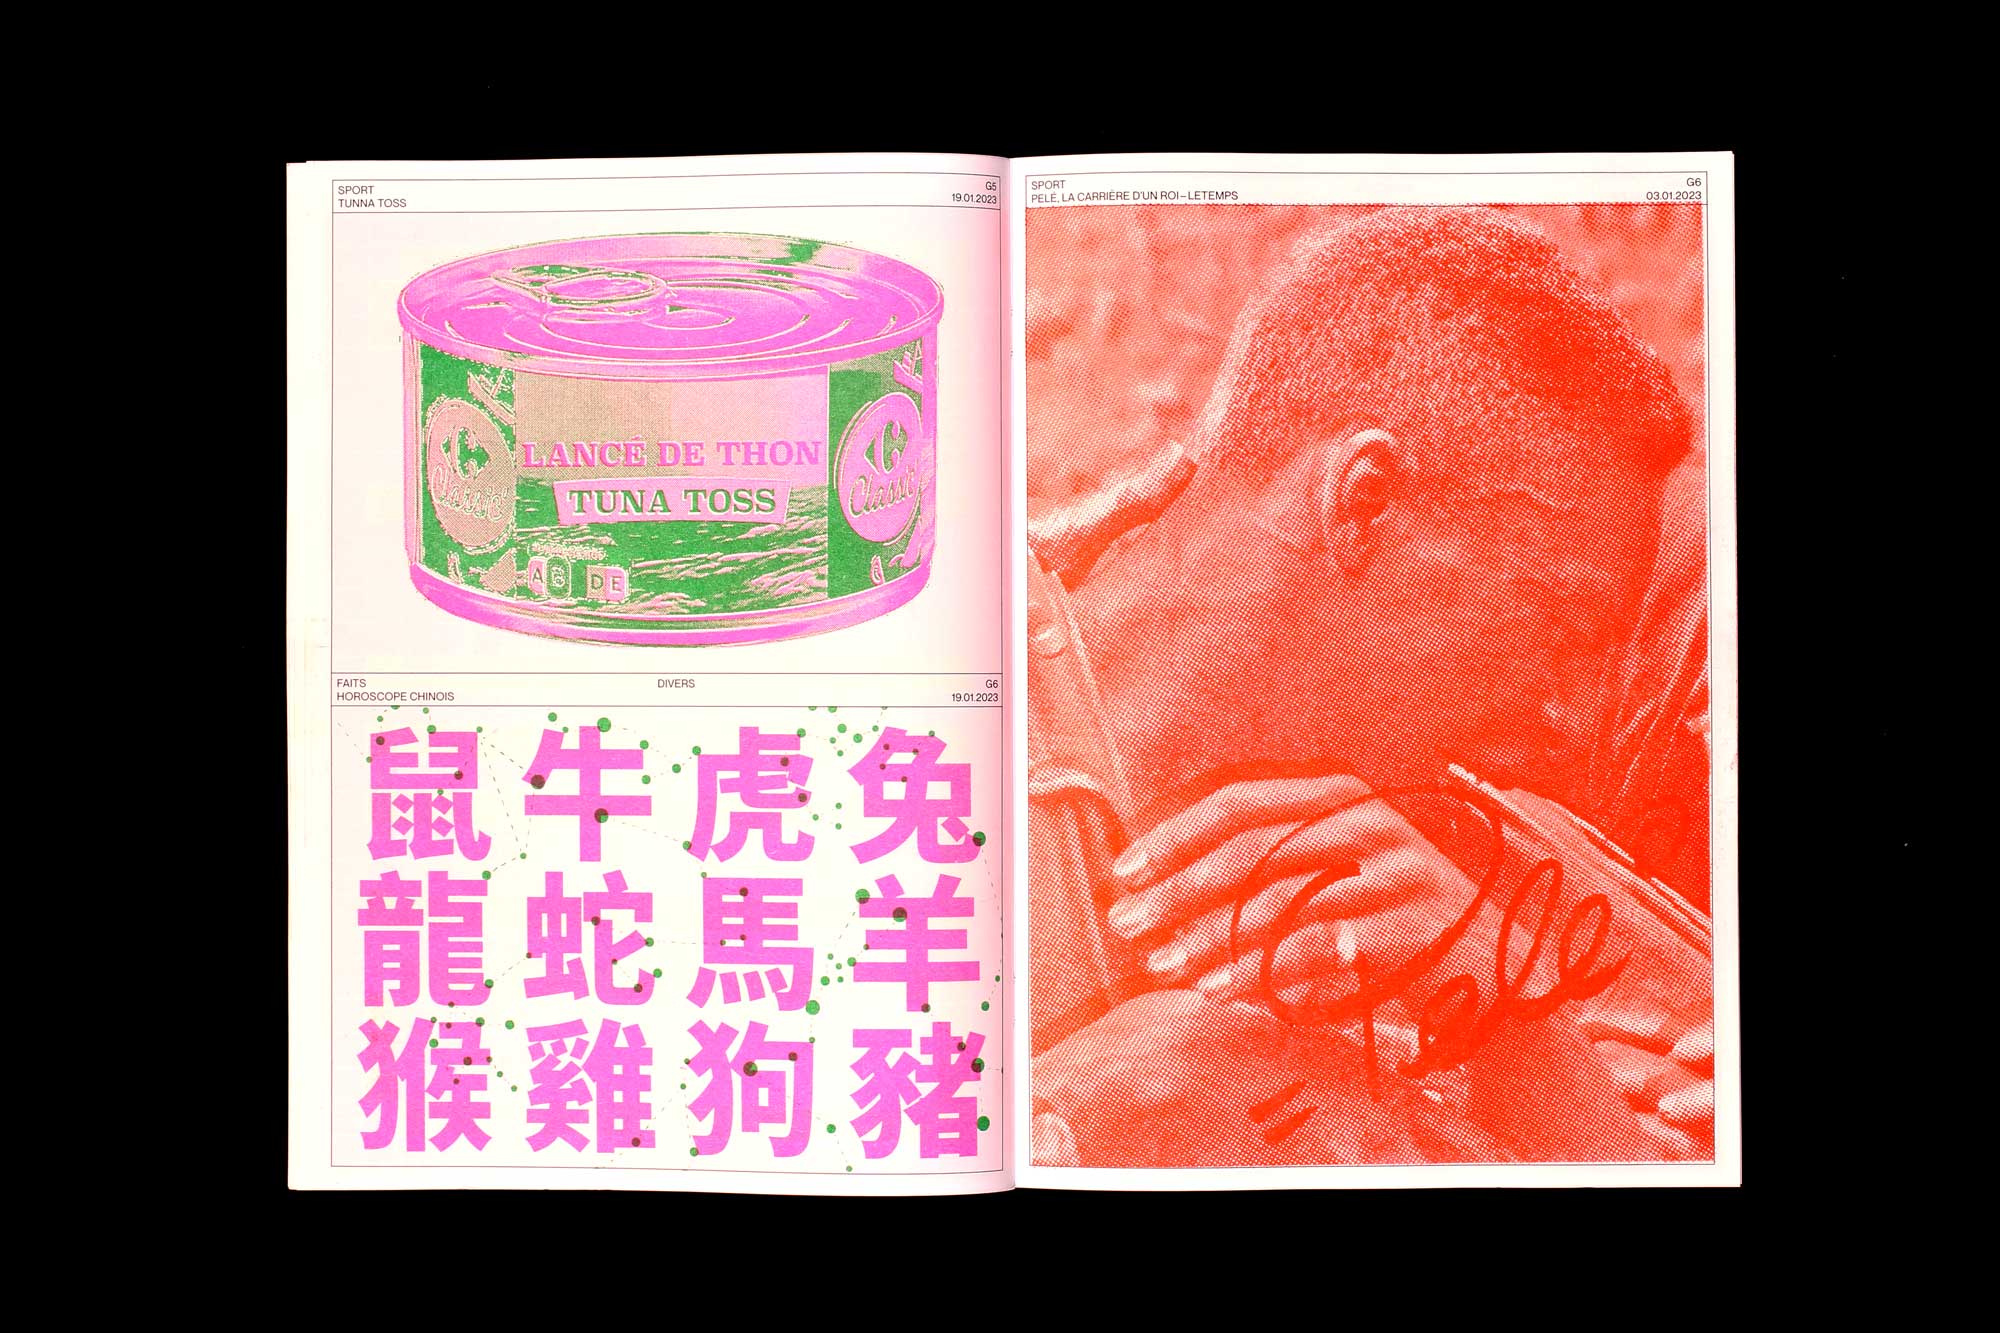 SPORT
G5
TUNNA TOSS
19.01.2023
LANCÉ DE THON
TUNA TOSS
Classic
Classic
A B DE
FAITS
DIVERS
G6
HOROSCOPE CHINOIS
19.01.2023
鼠牛虎兔
龍蛇馬羊
猴雞狗豬
SPORT
G6
PELÉ, LA CARRIÈRE D'UN ROI – LETEMPS
03.01.2023
Pele